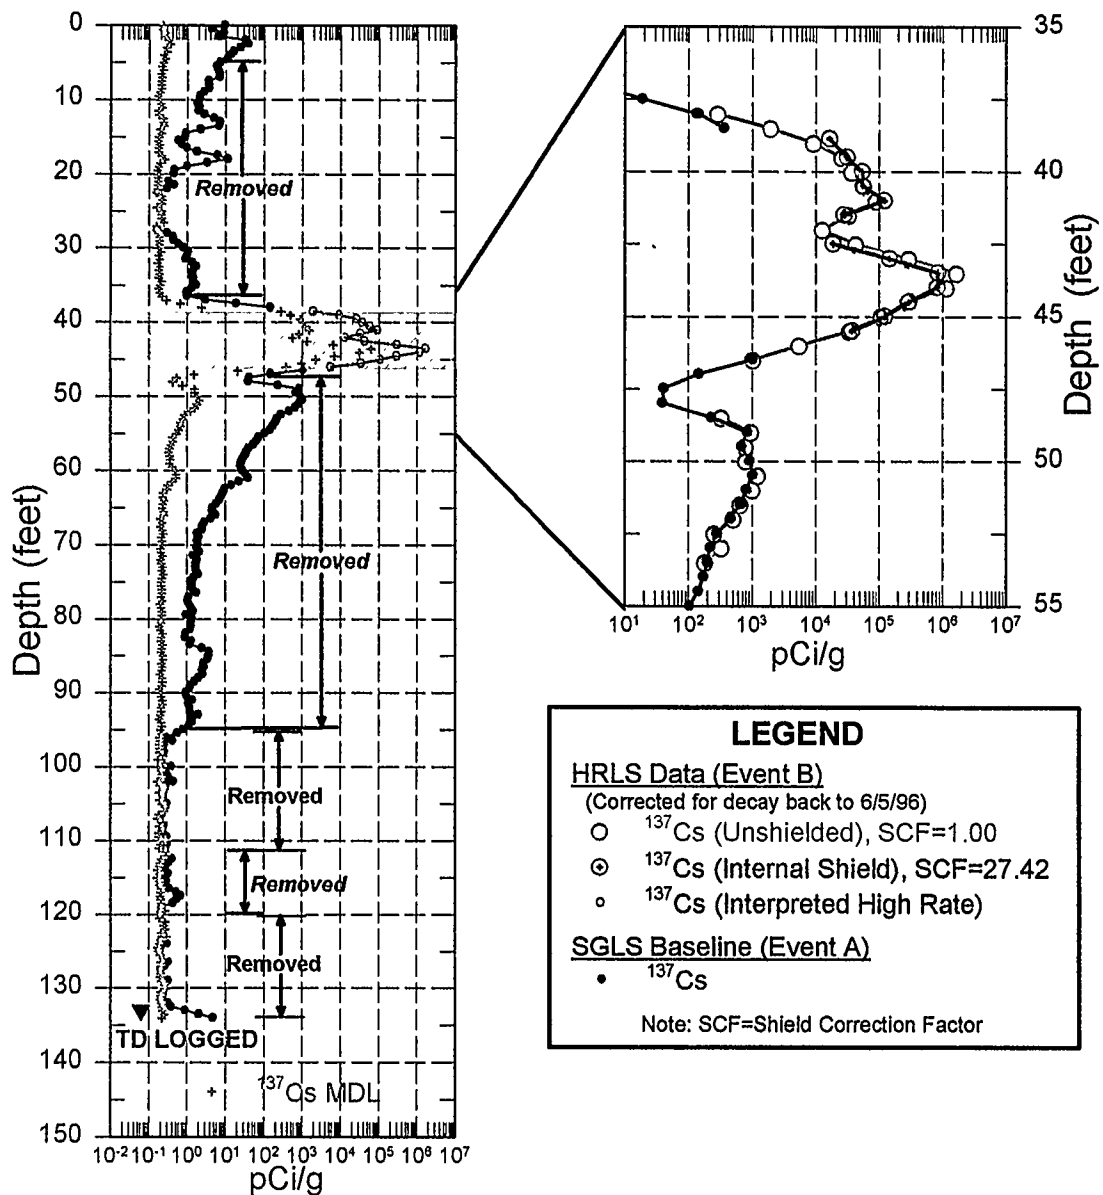 0
10
20
30
40
50
60
70
80
90
100
110
120
130
140
150
Depth (feet)
Removed
Removed
Removed
Removed
Removed
TD LOGGED
+ ¹³⁷Cs MDL
10⁻² 10⁻¹ 10⁰ 10¹ 10² 10³ 10⁴ 10⁵ 10⁶ 10⁷
pCi/g
35
40
45
50
55
Depth (feet)
10¹ 10² 10³ 10⁴ 10⁵ 10⁶ 10⁷
pCi/g
LEGEND
HRLS Data (Event B)
(Corrected for decay back to 6/5/96)
¹³⁷Cs (Unshielded), SCF=1.00
¹³⁷Cs (Internal Shield), SCF=27.42
¹³⁷Cs (Interpreted High Rate)
SGLS Baseline (Event A)
¹³⁷Cs
Note: SCF=Shield Correction Factor